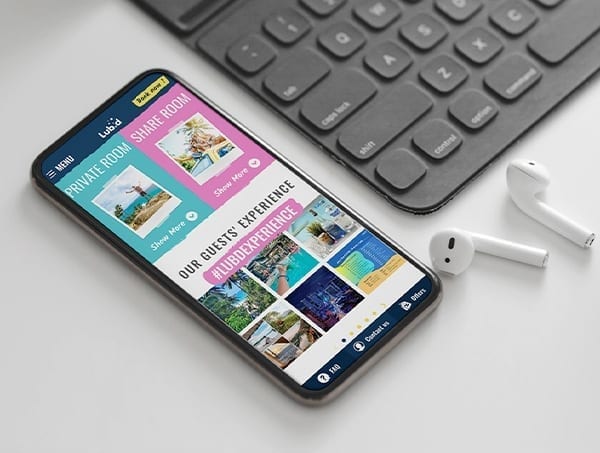 Book now !
MENU
Lub:d
PRIVATE ROOM
SHARE ROOM
Show More
Show More
OUR GUESTS' EXPERIENCE
#LUBDEXPERIENCE
FAQ
Contact us
Offers
tab
Q
A
Z
caps lock
shift
control
option
command